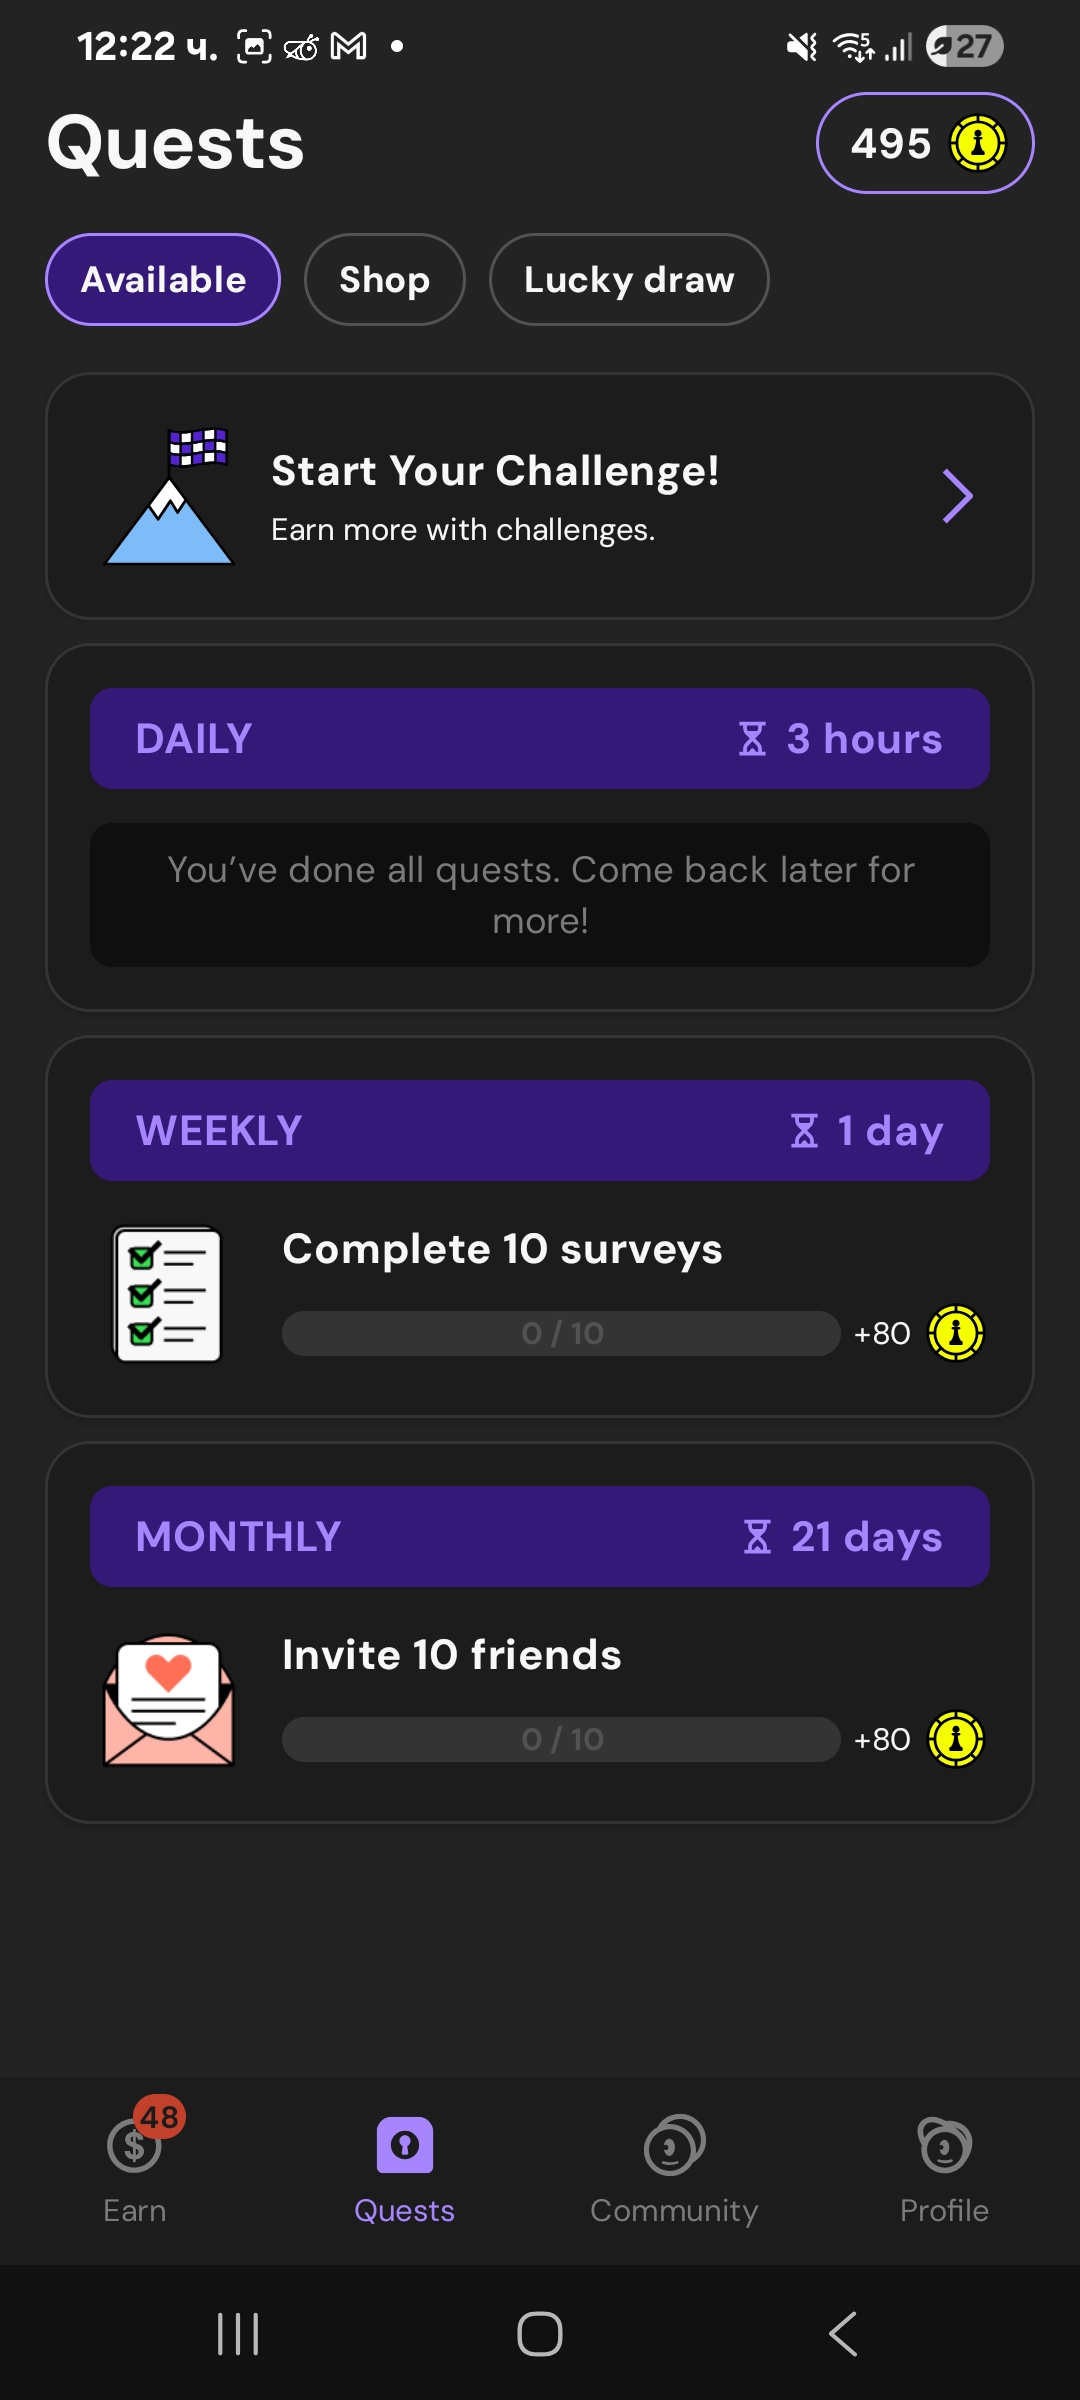 12:22 ч.
5
27
Quests
495
Available
Shop
Lucky draw
Start Your Challenge!
Earn more with challenges.
DAILY
3 hours
You’ve done all quests. Come back later for
more!
WEEKLY
1 day
Complete 10 surveys
0 / 10
+80
MONTHLY
21 days
Invite 10 friends
0 / 10
+80
48
Earn
Quests
Community
Profile